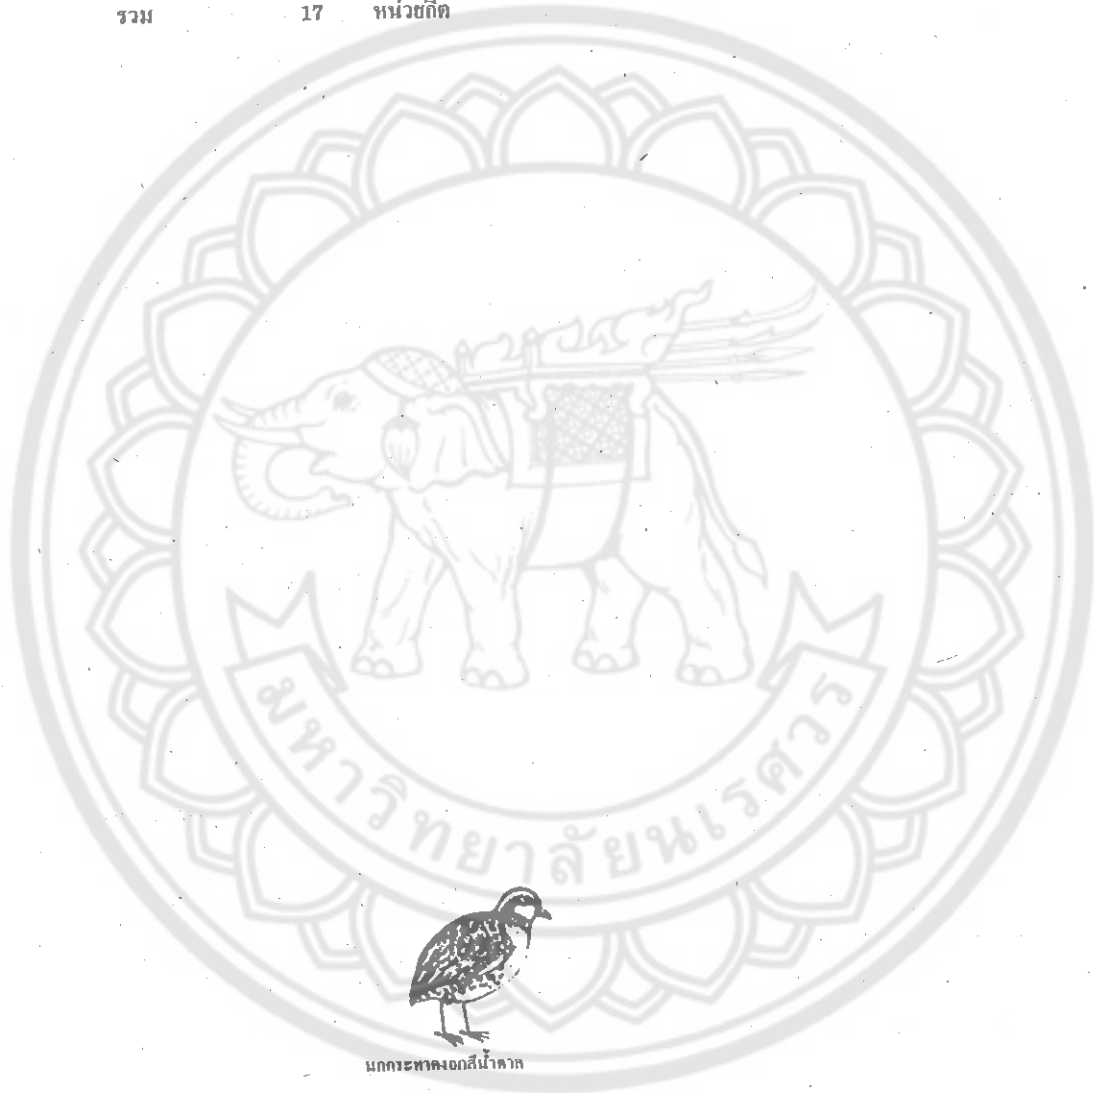 รวม 17 หน่วยกิต
มหาวิทยาลัยนเรศวร
นกกระทาดงอกสีน้ำตาล